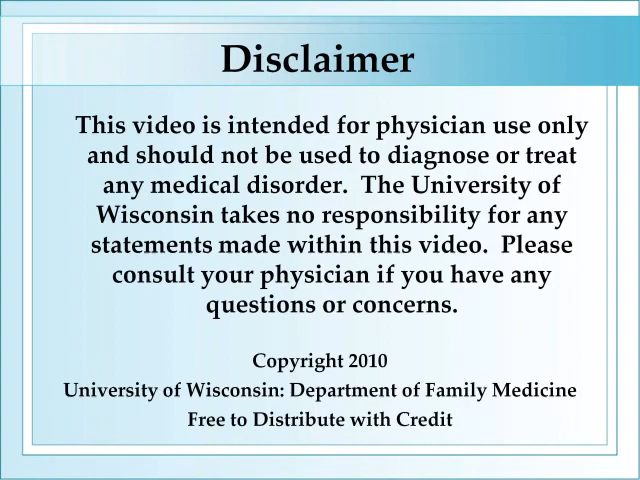 Disclaimer
This video is intended for physician use only
and should not be used to diagnose or treat
any medical disorder.  The University of
Wisconsin takes no responsibility for any
statements made within this video.  Please
consult your physician if you have any
questions or concerns.
Copyright 2010
University of Wisconsin: Department of Family Medicine
Free to Distribute with Credit